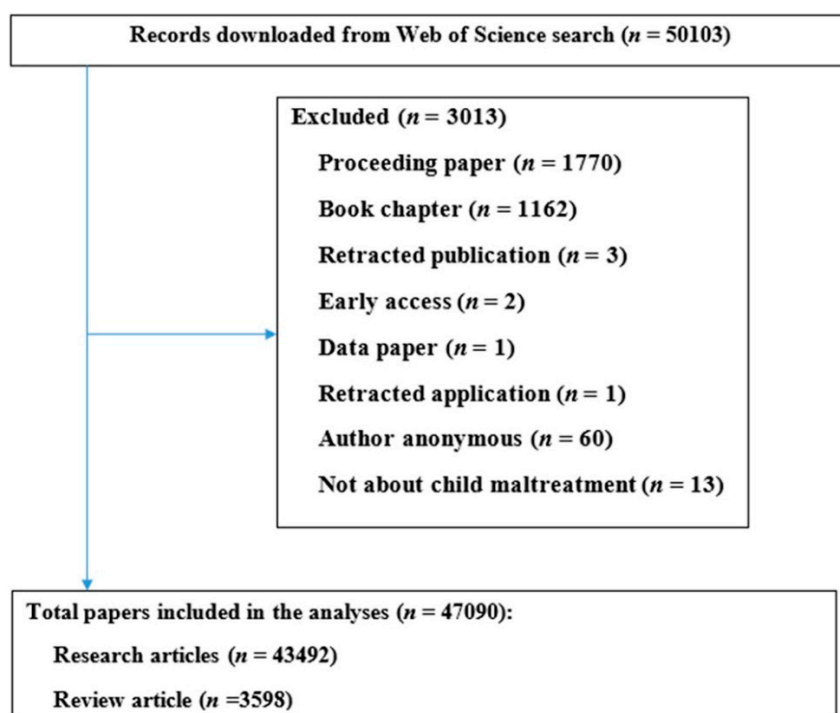 Records downloaded from Web of Science search (n = 50103)
Excluded (n = 3013)
Proceeding paper (n = 1770)
Book chapter (n = 1162)
Retracted publication (n = 3)
Early access (n = 2)
Data paper (n = 1)
Retracted application (n = 1)
Author anonymous (n = 60)
Not about child maltreatment (n = 13)
Total papers included in the analyses (n = 47090):
Research articles (n = 43492)
Review article (n =3598)